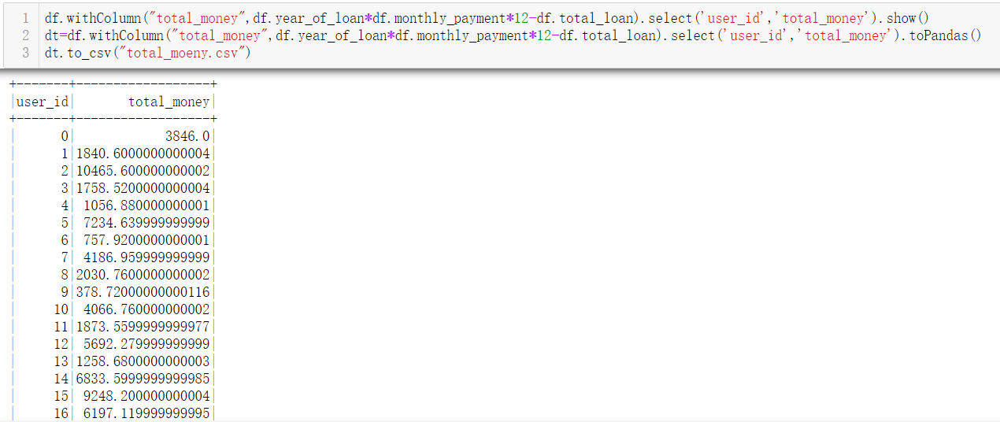 1 df.withColumn("total_money",df.year_of_loan*df.monthly_payment*12-df.total_loan).select('user_id','total_money').show()
2 dt=df.withColumn("total_money",df.year_of_loan*df.monthly_payment*12-df.total_loan).select('user_id','total_money').toPandas()
3 dt.to_csv("total_moeny.csv")
+-------+------------------+
|user_id|       total_money|
+-------+------------------+
|      0|            3846.0|
|      1|1840.6000000000004|
|      2|10465.600000000002|
|      3|1758.5200000000004|
|      4| 1056.880000000001|
|      5| 7234.639999999999|
|      6| 757.9200000000001|
|      7| 4186.959999999999|
|      8|2030.7600000000002|
|      9|378.72000000000116|
|     10| 4066.760000000002|
|     11|1873.5599999999977|
|     12| 5692.279999999999|
|     13|1258.6800000000003|
|     14|6833.5999999999985|
|     15| 9248.200000000004|
|     16| 6197.119999999995|